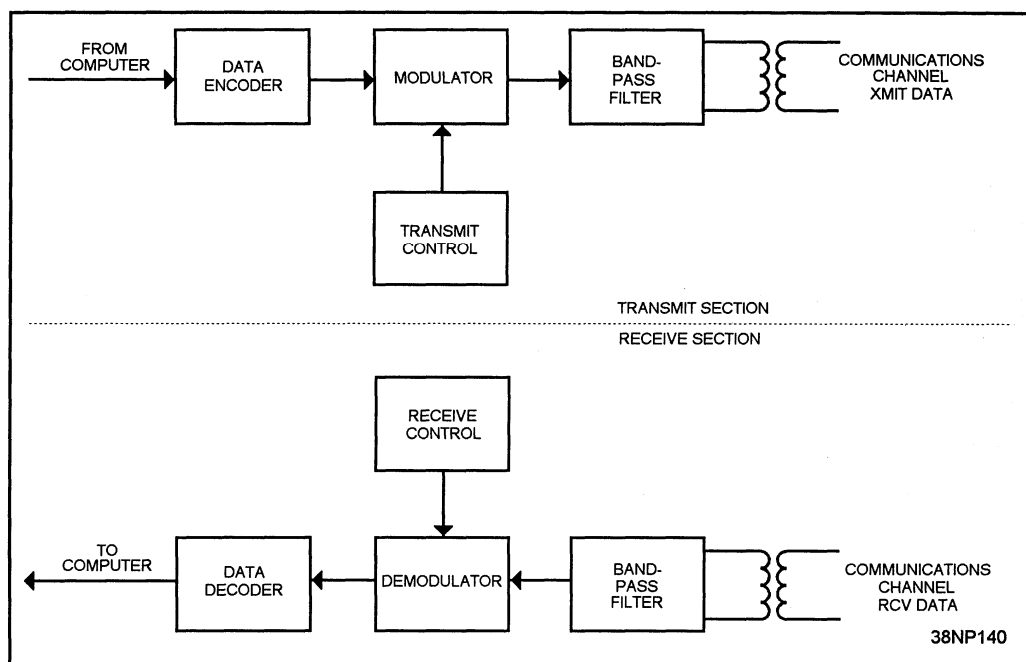 FROM
COMPUTER
DATA
ENCODER
MODULATOR
BAND-
PASS
FILTER
COMMUNICATIONS
CHANNEL
XMIT DATA
TRANSMIT
CONTROL
TRANSMIT SECTION
RECEIVE SECTION
RECEIVE
CONTROL
TO
COMPUTER
DATA
DECODER
DEMODULATOR
BAND-
PASS
FILTER
COMMUNICATIONS
CHANNEL
RCV DATA
38NP140